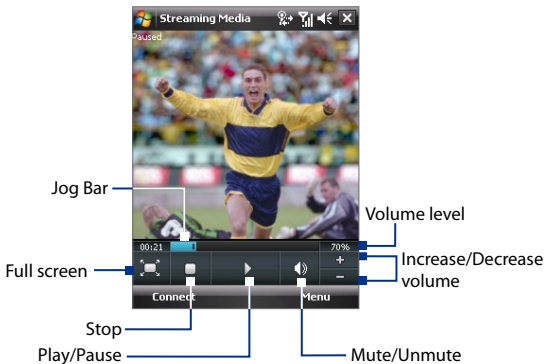 Streaming Media
Paused
Jog Bar
Volume level
00:21
70%
Full screen
+
Increase/Decrease
volume
–
Connect
Menu
Stop
Play/Pause
Mute/Unmute